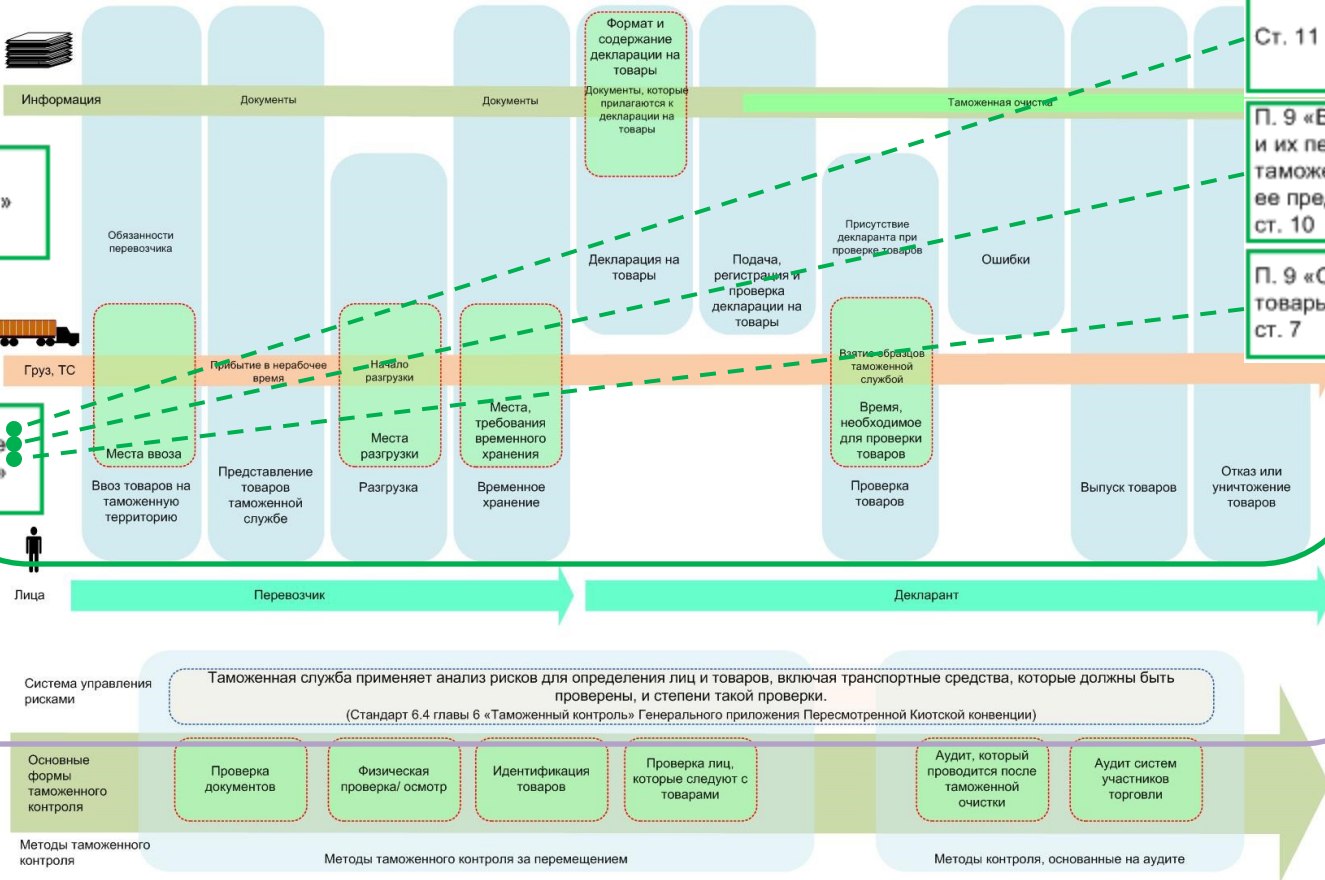 Формат и
содержание
декларации на
товары
Документы, которые
прилагаются к
декларации на
товары
Информация
Документы
Документы
Таможенная очистка
Ст. 11
П. 9
и их
ст. 10
П. 9
ст. 7
»
Обязанности
перевозчика
Декларация на
товары
Подача,
регистрация и
проверка
декларации на
товары
Присутствие
декларанта при
проверке товаров
Ошибки
Груз, ТС
Места ввоза
Ввоз товаров на
таможенную
территорию
Прибытие в нерабочее
время
Представление
товаров
таможенной
службе
Начало
разгрузки
Места
разгрузки
Разгрузка
Места,
требования
временного
хранения
Временное
хранение
Взятие образцов
таможенной
службой
Время,
необходимое
для проверки
товаров
Проверка
товаров
Выпуск товаров
Отказ или
уничтожение
товаров
Лица
Перевозчик
Декларант
Система управления
рисками
Таможенная служба применяет анализ рисков для определения лиц и товаров, включая транспортные средства, которые должны быть
проверены, и степени такой проверки.
(Стандарт 6.4 главы 6 «Таможенный контроль» Генерального приложения Пересмотренной Киотской конвенции)
Основные
формы
таможенного
контроля
Проверка
документов
Физическая
проверка/ осмотр
Идентификация
товаров
Проверка лиц,
которые следуют с
товарами
Аудит, который
проводится после
таможенной
очистки
Аудит систем
участников
торговли
Методы таможенного
контроля
Методы таможенного контроля за перемещением
Методы контроля, основанные на аудите